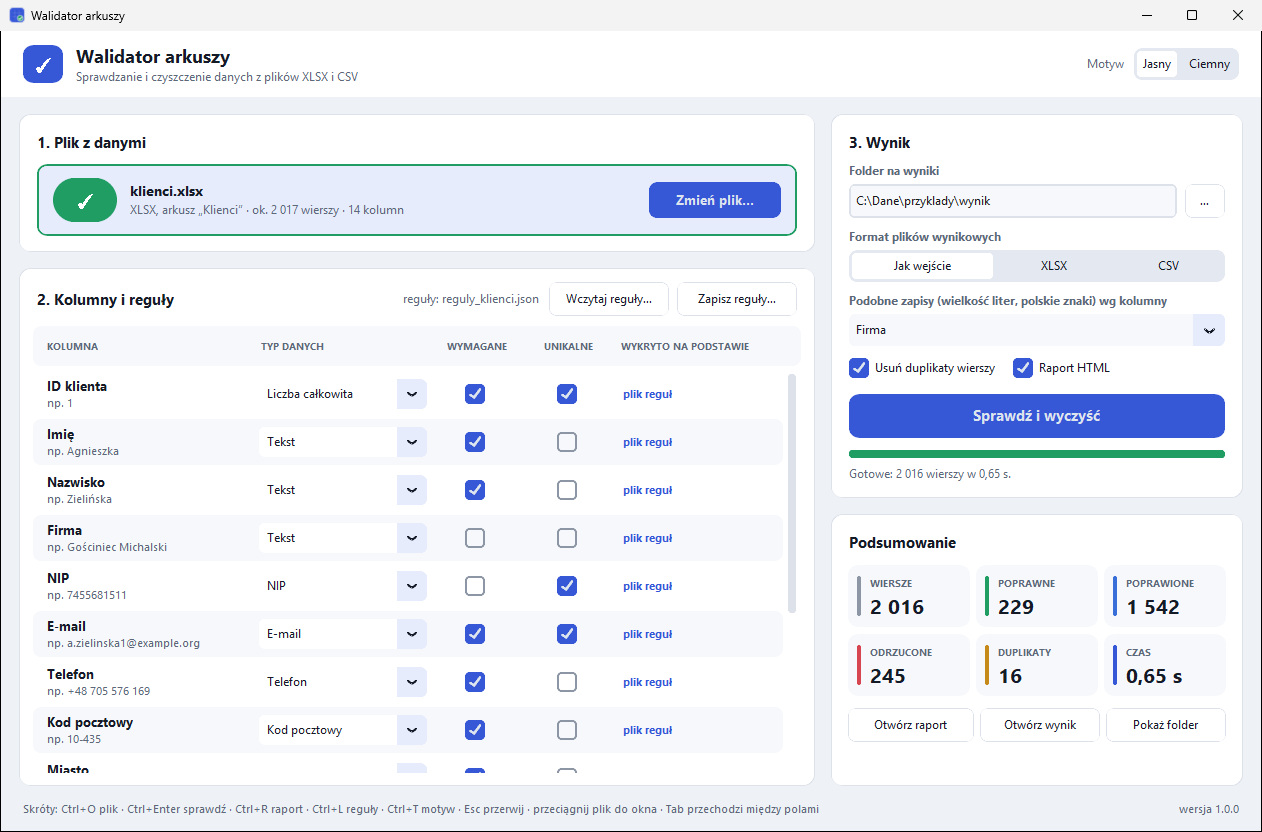 Walidator arkuszy
Walidator arkuszy
Sprawdzanie i czyszczenie danych z plików XLSX i CSV
Motyw
Jasny
Ciemny
1. Plik z danymi
klienci.xlsx
XLSX, arkusz „Klienci” · ok. 2 017 wierszy · 14 kolumn
Zmień plik...
2. Kolumny i reguły
reguły: reguly_klienci.json
Wczytaj reguły...
Zapisz reguły...
KOLUMNA
TYP DANYCH
WYMAGANE
UNIKALNE
WYKRYTO NA PODSTAWIE
ID klienta
np. 1
Liczba całkowita
plik reguł
Imię
np. Agnieszka
Tekst
plik reguł
Nazwisko
np. Zielińska
Tekst
plik reguł
Firma
np. Gościniec Michalski
Tekst
plik reguł
NIP
np. 7455681511
NIP
plik reguł
E-mail
np. a.zielinska1@example.org
E-mail
plik reguł
Telefon
np. +48 705 576 169
Telefon
plik reguł
Kod pocztowy
np. 10-435
Kod pocztowy
plik reguł
Miasto
3. Wynik
Folder na wyniki
C:\Dane\przyklady\wynik
...
Format plików wynikowych
Jak wejście
XLSX
CSV
Podobne zapisy (wielkość liter, polskie znaki) wg kolumny
Firma
Usuń duplikaty wierszy
Raport HTML
Sprawdź i wyczyść
Gotowe: 2 016 wierszy w 0,65 s.
Podsumowanie
WIERSZE
2 016
POPRAWNE
229
POPRAWIONE
1 542
ODRZUCONE
245
DUPLIKATY
16
CZAS
0,65 s
Otwórz raport
Otwórz wynik
Pokaż folder
Skróty: Ctrl+O plik · Ctrl+Enter sprawdź · Ctrl+R raport · Ctrl+L reguły · Ctrl+T motyw · Esc przerwij · przeciągnij plik do okna · Tab przechodzi między polami
wersja 1.0.0